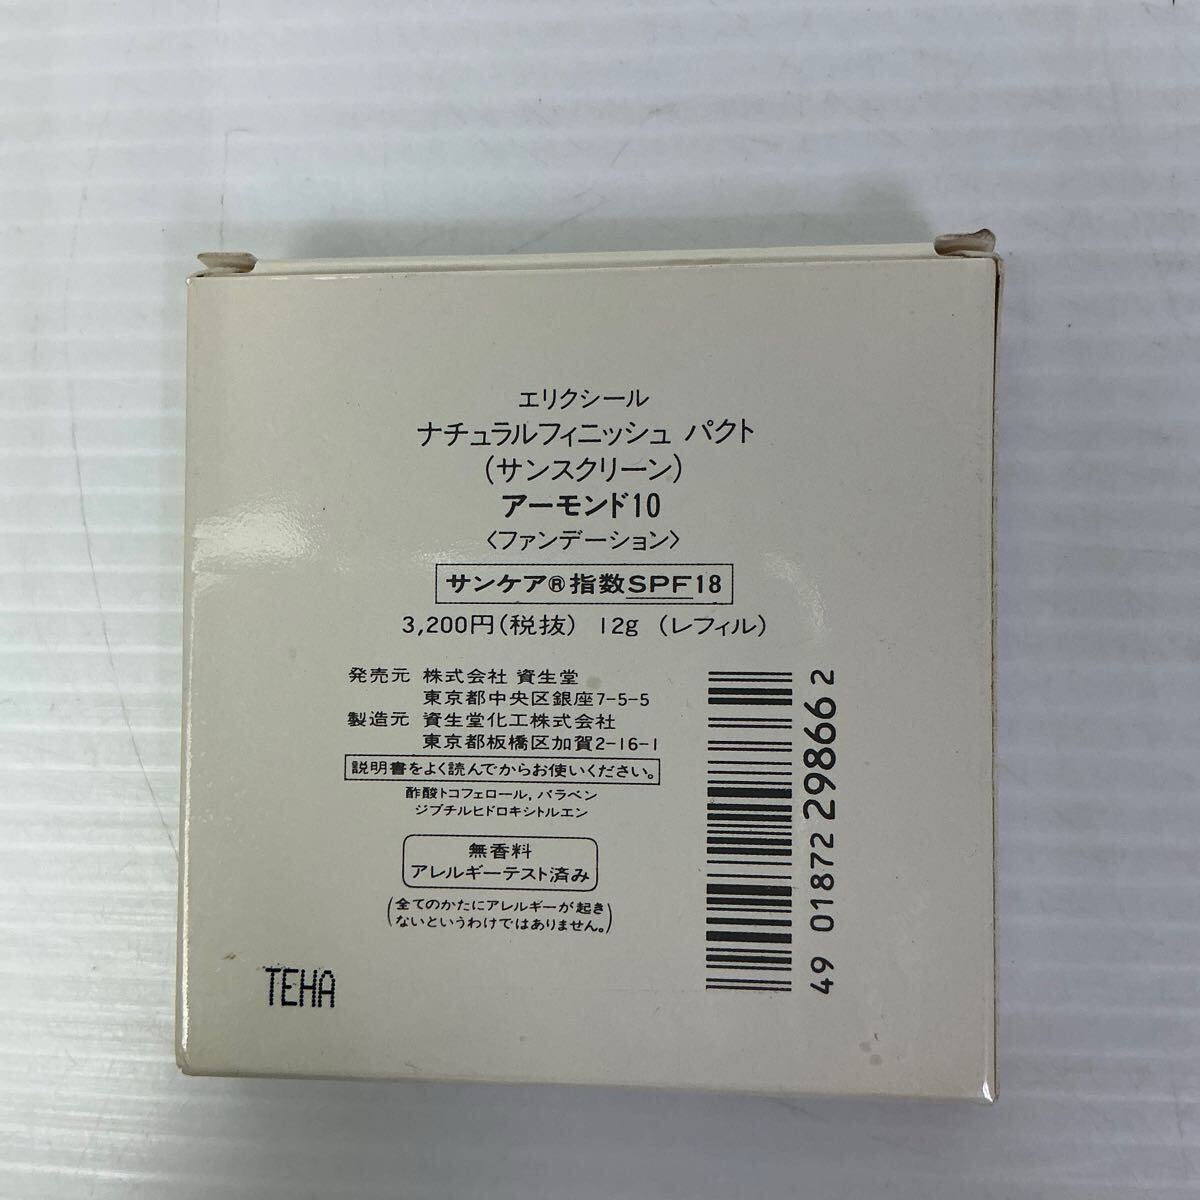 エリクシール
ナチュラルフィニッシュ パクト
(サンスクリーン)
アーモンド10
〈ファンデーション〉
サンケア®指数SPF18
3,200円(税抜) 12g (レフィル)
発売元 株式会社 資生堂
東京都中央区銀座7-5-5
製造元 資生堂化工株式会社
東京都板橋区加賀2-16-1
説明書をよく読んでからお使いください。
酢酸トコフェロール, パラベン
ジブチルヒドロキシトルエン
無香料
アレルギーテスト済み
(全てのかたにアレルギーが起き
ないというわけではありません。)
TEHA
49 01872 298662